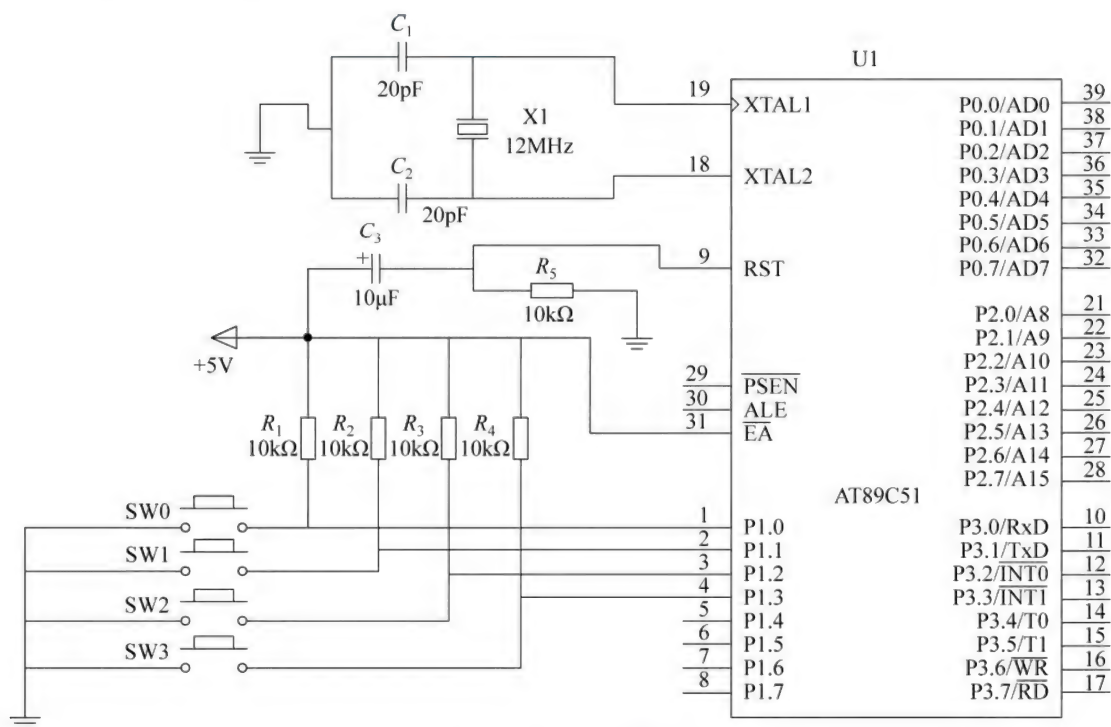 C1
20pF
X1
12MHz
C2
20pF
C3
+
10μF
R5
10kΩ
+5V
R1
10kΩ
R2
10kΩ
R3
10kΩ
R4
10kΩ
SW0
SW1
SW2
SW3
U1
AT89C51
19 XTAL1
18 XTAL2
9 RST
29 PSEN
30 ALE
31 EA
1 P1.0
2 P1.1
3 P1.2
4 P1.3
5 P1.4
6 P1.5
7 P1.6
8 P1.7
P0.0/AD0 39
P0.1/AD1 38
P0.2/AD2 37
P0.3/AD3 36
P0.4/AD4 35
P0.5/AD5 34
P0.6/AD6 33
P0.7/AD7 32
P2.0/A8 21
P2.1/A9 22
P2.2/A10 23
P2.3/A11 24
P2.4/A12 25
P2.5/A13 26
P2.6/A14 27
P2.7/A15 28
P3.0/RxD 10
P3.1/TxD 11
P3.2/INT0 12
P3.3/INT1 13
P3.4/T0 14
P3.5/T1 15
P3.6/WR 16
P3.7/RD 17